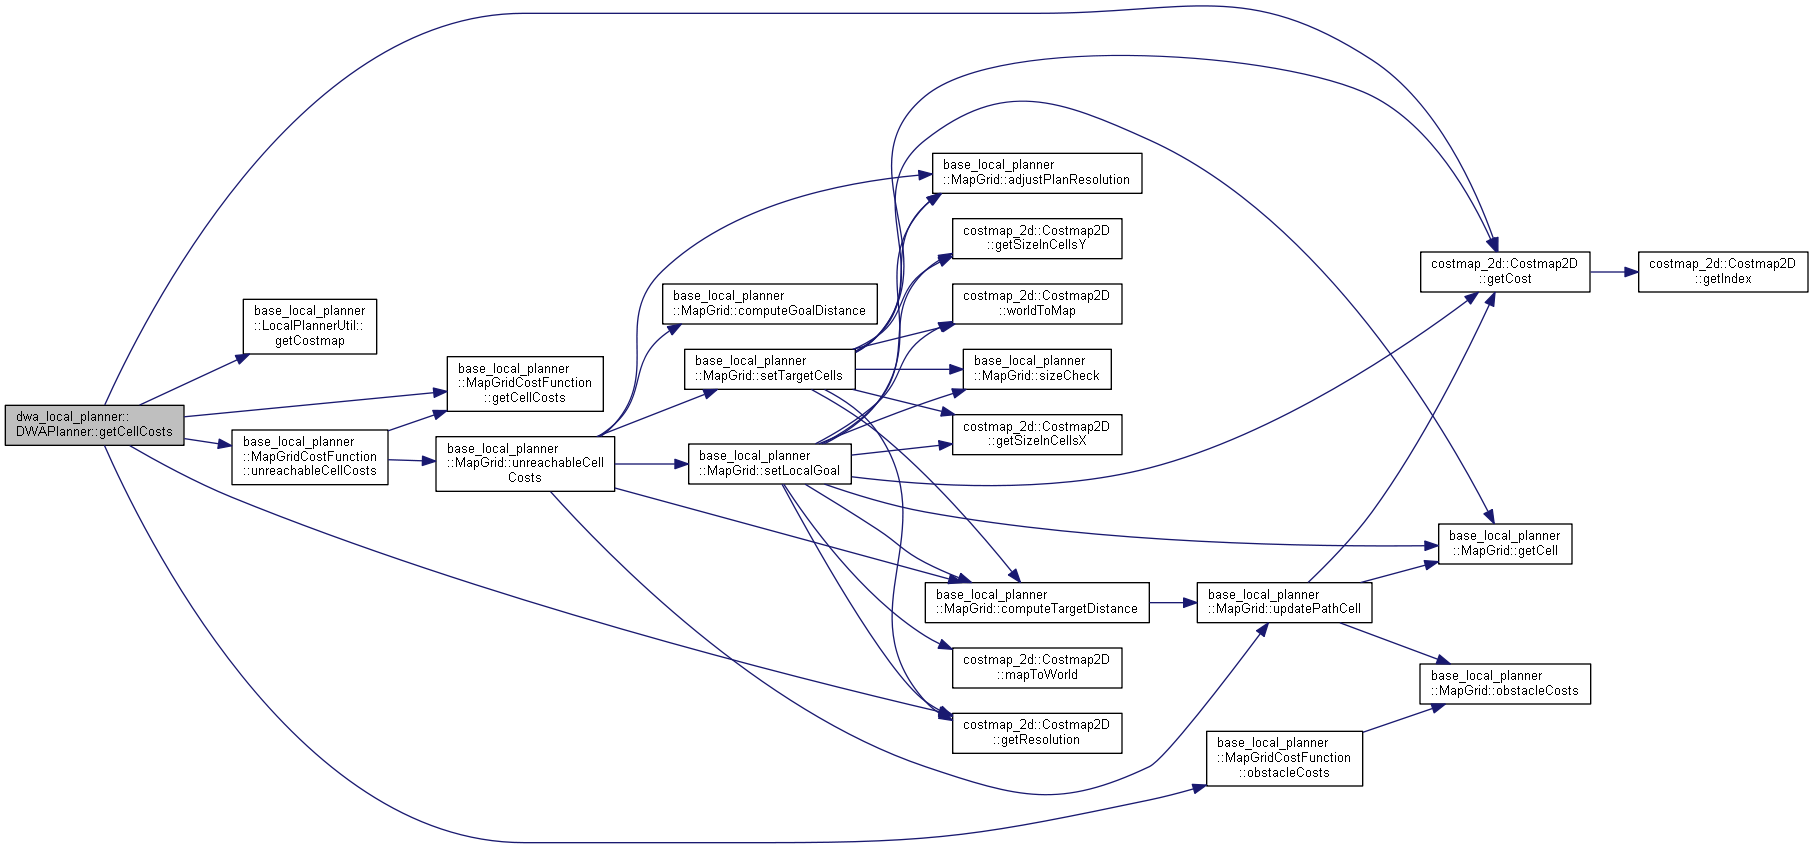 dwa_local_planner::
DWAPlanner::getCellCosts
base_local_planner
::LocalPlannerUtil::
getCostmap
base_local_planner
::MapGridCostFunction
::getCellCosts
base_local_planner
::MapGridCostFunction
::unreachableCellCosts
base_local_planner
::MapGrid::unreachableCell
Costs
base_local_planner
::MapGrid::computeGoalDistance
base_local_planner
::MapGrid::setTargetCells
base_local_planner
::MapGrid::setLocalGoal
base_local_planner
::MapGrid::adjustPlanResolution
costmap_2d::Costmap2D
::getSizeInCellsY
costmap_2d::Costmap2D
::worldToMap
base_local_planner
::MapGrid::sizeCheck
costmap_2d::Costmap2D
::getSizeInCellsX
base_local_planner
::MapGrid::computeTargetDistance
costmap_2d::Costmap2D
::mapToWorld
costmap_2d::Costmap2D
::getResolution
base_local_planner
::MapGrid::updatePathCell
base_local_planner
::MapGridCostFunction
::obstacleCosts
costmap_2d::Costmap2D
::getCost
costmap_2d::Costmap2D
::getIndex
base_local_planner
::MapGrid::getCell
base_local_planner
::MapGrid::obstacleCosts